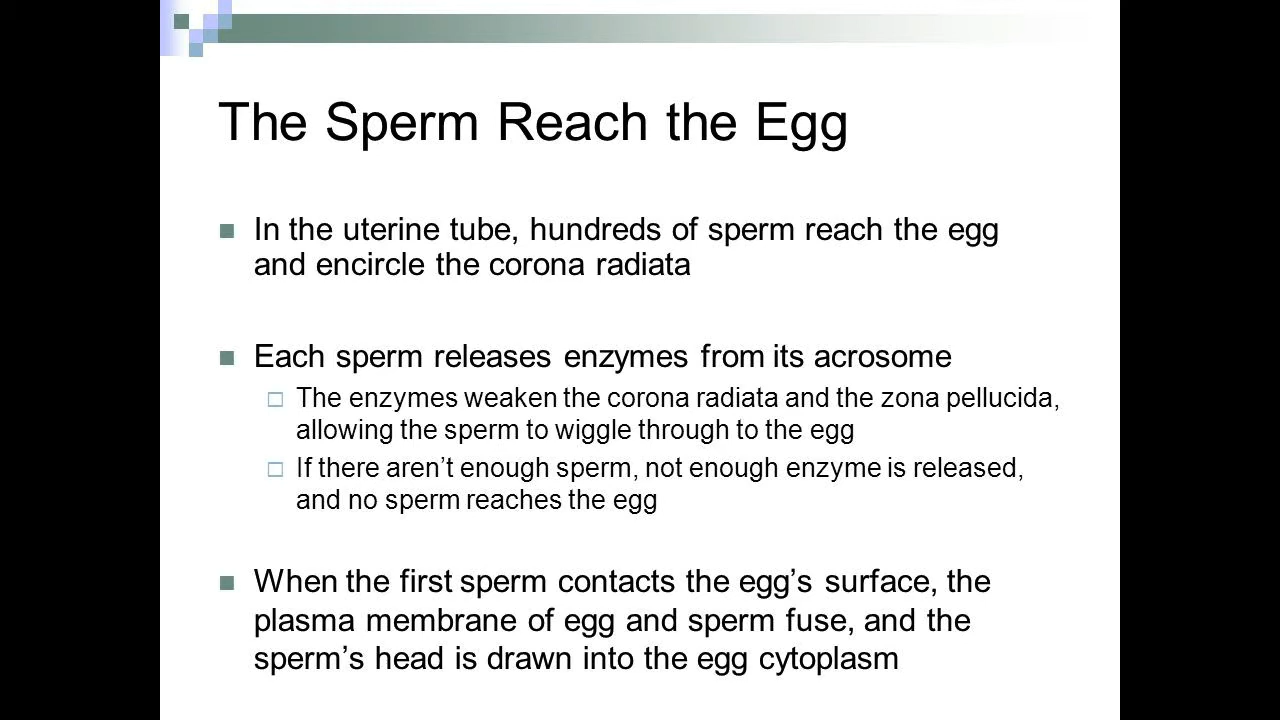 The Sperm Reach the Egg
In the uterine tube, hundreds of sperm reach the egg
and encircle the corona radiata
Each sperm releases enzymes from its acrosome
The enzymes weaken the corona radiata and the zona pellucida,
allowing the sperm to wiggle through to the egg
If there aren’t enough sperm, not enough enzyme is released,
and no sperm reaches the egg
When the first sperm contacts the egg’s surface, the
plasma membrane of egg and sperm fuse, and the
sperm’s head is drawn into the egg cytoplasm